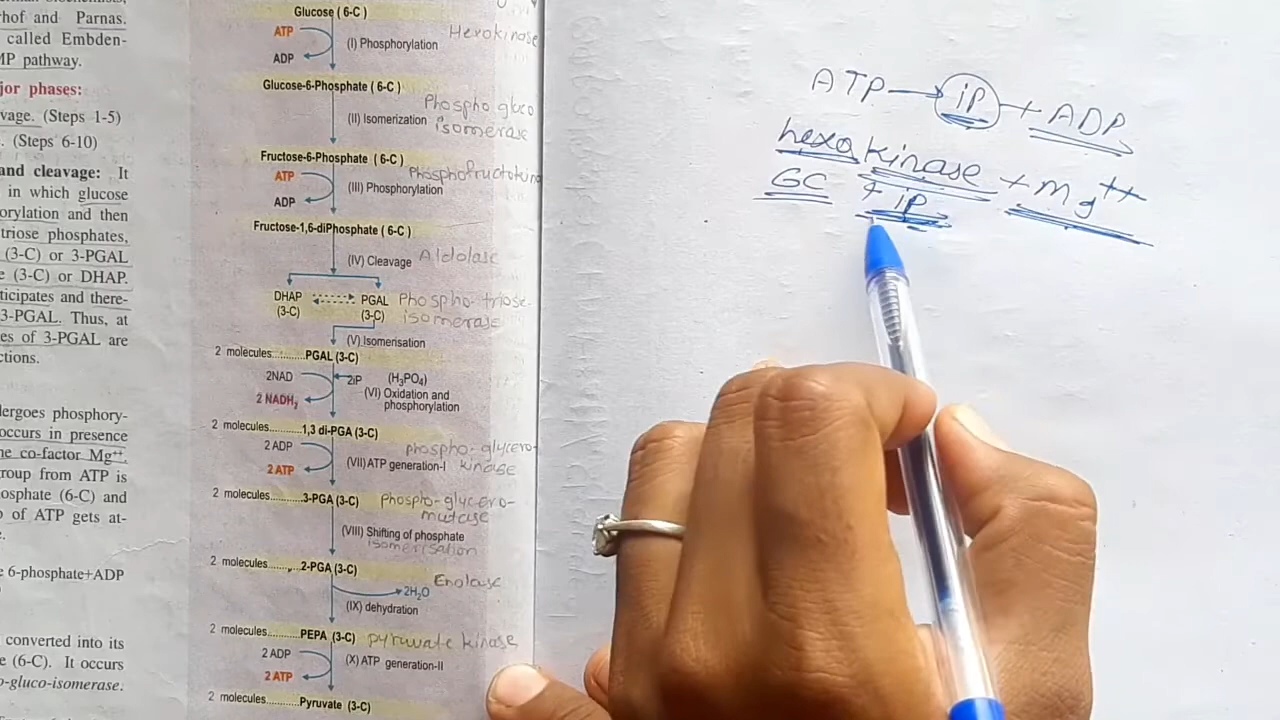 rhof and Parnas.
called Embden-
MP pathway.
jor phases:
vage. (Steps 1-5)
. (Steps 6-10)
and cleavage: It
in which glucose
orylation and then
triose phosphates,
(3-C) or 3-PGAL
e (3-C) or DHAP.
ticipates and there-
3-PGAL. Thus, at
es of 3-PGAL are
ctions.
dergoes phosphory-
occurs in presence
he co-factor Mg++.
group from ATP is
osphate (6-C) and
p of ATP gets at-
e 6-phosphate+ADP
converted into its
e (6-C). It occurs
o-gluco-isomerase.
Glucose (6-C)
Hexokinase
ATP
(I) Phosphorylation
ADP
Glucose-6-Phosphate (6-C)
Phospho gluco
(II) Isomerization isomerase
Fructose-6-Phosphate (6-C)
Phosphofructokin
ATP
(III) Phosphorylation
ADP
Fructose-1,6-diPhosphate (6-C)
(IV) Cleavage Aldolase
DHAP PGAL Phospho-triose-
(3-C) (3-C) isomerase
(V) Isomerisation
2 molecules...........PGAL (3-C)
2NAD 2iP (H3PO4)
2 NADH2 (VI) Oxidation and
phosphorylation
2 molecules...........1,3 di-PGA (3-C)
2 ADP phospho-glycero-
(VII) ATP generation-I kinase
2 ATP
2 molecules...........3-PGA (3-C) Phospho-glycero-
mutase
(VIII) Shifting of phosphate
isomerisation
2 molecules...........2-PGA (3-C)
Enolase
2H2O
(IX) dehydration
2 molecules...........PEPA (3-C) pyruvate kinase
2 ADP
(X) ATP generation-II
2 ATP
2 molecules...........Pyruvate (3-C)
ATP → iP + ADP
hexokinase + Mg++
GC + iP